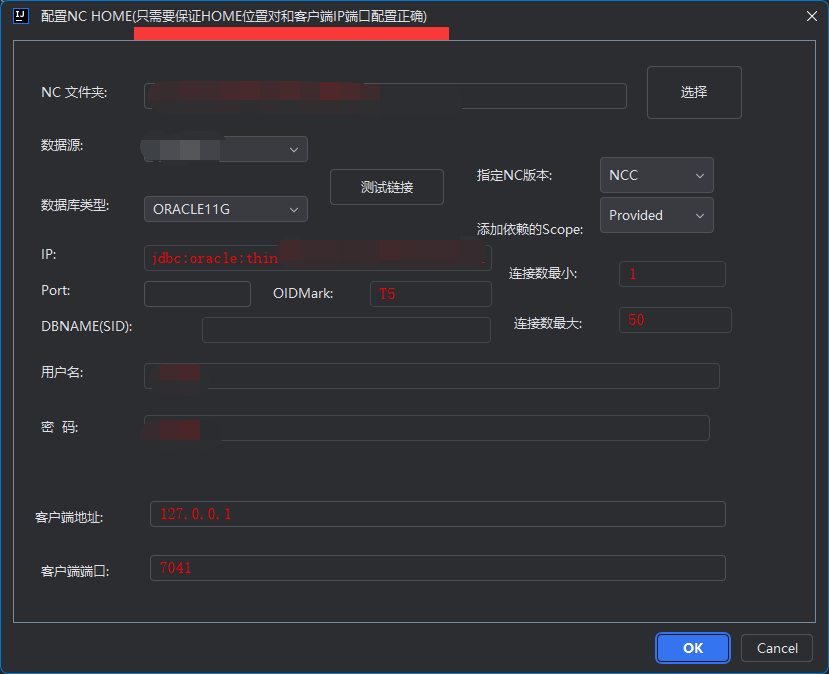 配置NC HOME(只需要保证HOME位置对和客户端IP端口配置正确)
NC 文件夹:
选择
数据源:
测试链接
指定NC版本:
NCC
数据库类型:
ORACLE11G
添加依赖的Scope:
Provided
IP:
jdbc:oracle:thin
连接数最小:
1
Port:
OIDMark:
T5
DBNAME(SID):
连接数最大:
50
用户名:
密 码:
客户端地址:
127.0.0.1
客户端端口:
7041
OK
Cancel